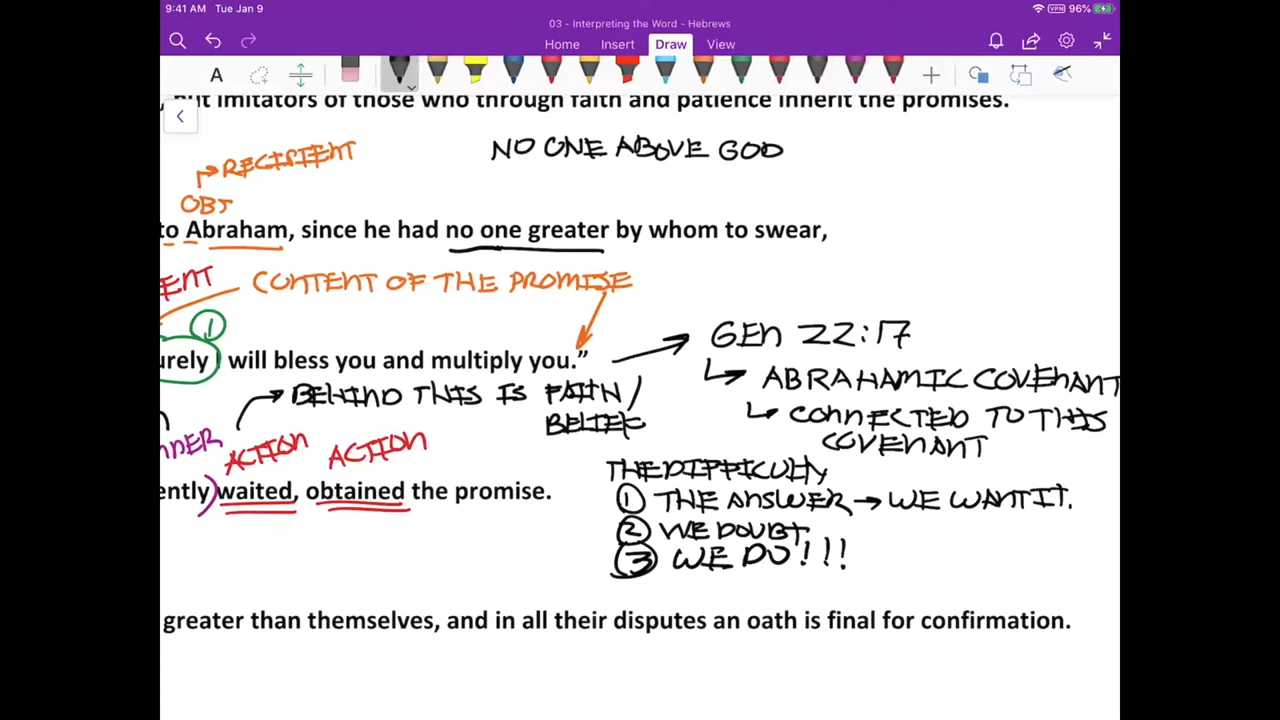 9:41 AM Tue Jan 9
VPN 96%
03 - Interpreting the Word - Hebrews
Home Insert Draw View
A
, but imitators of those who through faith and patience inherit the promises.
NO ONE ABOVE GOD
RECIPIENT
OBJ
to Abraham, since he had no one greater by whom to swear,
ENT
CONTENT OF THE PROMISE
1
urely I will bless you and multiply you.”
GEn 22:17
ABRAHAMIC COVENANT
BEHIND THIS IS FAITH/
BELIEF
CONNECTED TO THIS
COVENANT
NDER
ACTION
ACTION
ently waited, obtained the promise.
THE DIFFICULTY
1 THE ANSWER → WE WANT IT.
2 WE DOUBT
3 WE DO!!!
greater than themselves, and in all their disputes an oath is final for confirmation.